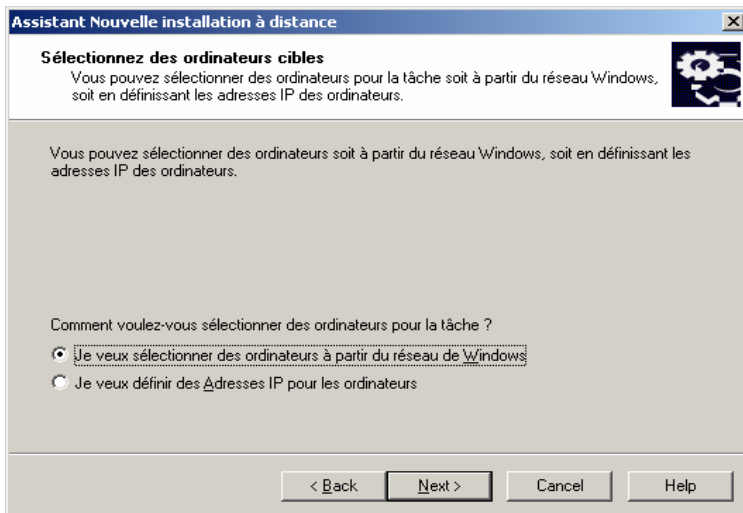 Assistant Nouvelle installation à distance
Sélectionnez des ordinateurs cibles
Vous pouvez sélectionner des ordinateurs pour la tâche soit à partir du réseau Windows,
soit en définissant les adresses IP des ordinateurs.
Vous pouvez sélectionner des ordinateurs soit à partir du réseau Windows, soit en définissant les
adresses IP des ordinateurs.
Comment voulez-vous sélectionner des ordinateurs pour la tâche ?
Je veux sélectionner des ordinateurs à partir du réseau de Windows
Je veux définir des Adresses IP pour les ordinateurs
< Back Next > Cancel Help